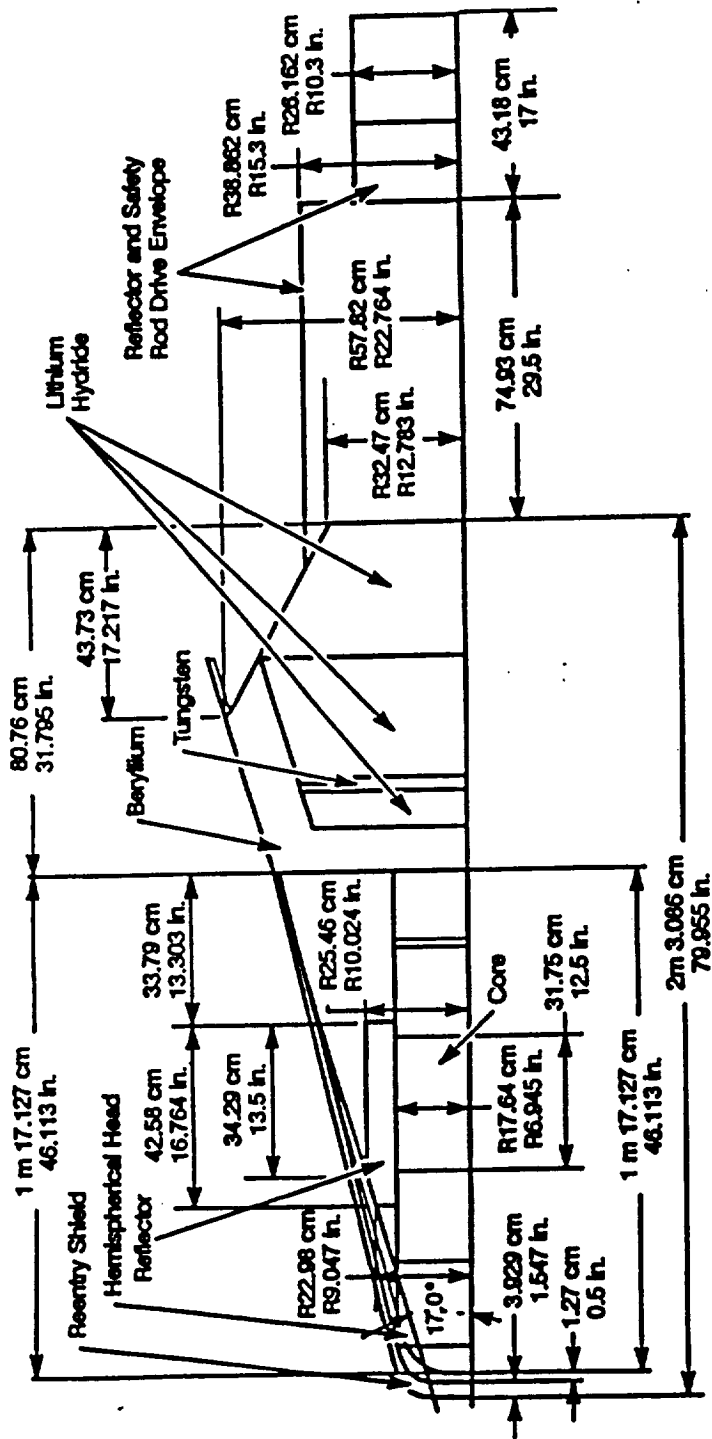 1 m 17.127 cm
46.113 in.
80.76 cm
31.795 in.
43.73 cm
17.217 in.
33.79 cm
13.303 in.
42.58 cm
16.764 in.
34.29 cm
13.5 in.
Reentry Shield
Hemispherical Head
Reflector
Beryllium
Tungsten
Lithium
Hydride
Reflector and Safety
Rod Drive Envelope
R38.862 cm
R15.3 in.
R26.162 cm
R10.3 in.
R57.82 cm
R22.764 in.
R32.47 cm
R12.783 in.
R25.46 cm
R10.024 in.
R22.98 cm
R9.047 in.
17.0°
R17.64 cm
R6.945 in.
Core
31.75 cm
12.5 in.
3.929 cm
1.547 in.
1.27 cm
0.5 in.
1 m 17.127 cm
46.113 in.
2m 3.086 cm
79.955 in.
74.93 cm
29.5 in.
43.18 cm
17 in.